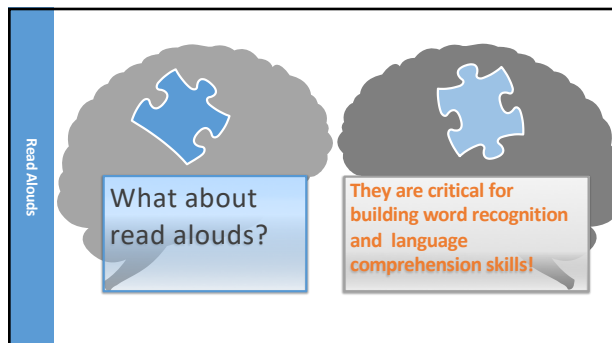 Read Alouds
What about
read alouds?
They are critical for
building word recognition
and language
comprehension skills!